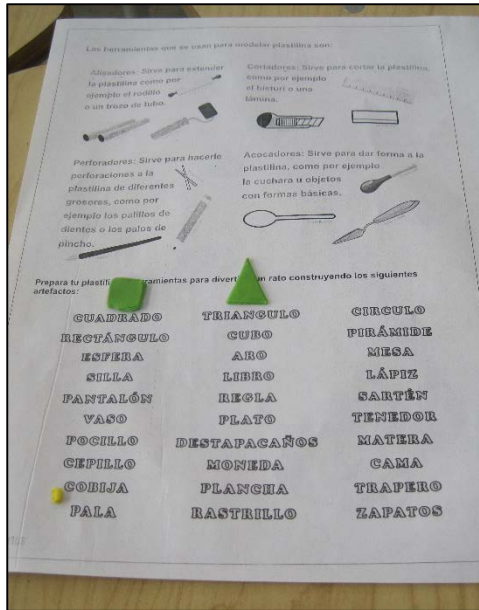 Las herramientas que se usan para modular plastilina son:
Alisadores: Sirve para extender
la plastilina como por
ejemplo el rodillo
o un trozo de tubo.
Cortadores: Sirve para cortar la plastilina,
como por ejemplo
el bisturí o una
lámina.
Perforadores: Sirve para hacerle
perforaciones a la
plastilina de diferentes
grosores, como por
ejemplo los palillos de
dientes o los palos de
pincho.
Acocadores: Sirve para dar forma a la
plastilina, como por ejemplo
la cuchara u objetos
con formas básicas.
Prepara tu herramientas para un rato construyendo los siguientes
artefactos:
CUADRADO TRIANGULO CIRCULO
RECTÁNGULO CUBO PIRÁMIDE
ESFERA ARO MESA
SILLA LIBRO LÁPIZ
PANTALÓN REGLA SARTÉN
VASO PLATO TENEDOR
POCILLO DESTAPACAÑOS MATERA
CEPILLO MONEDA CAMA
COBIJA PLANCHA TRAPERO
PALA RASTRILLO ZAPATOS